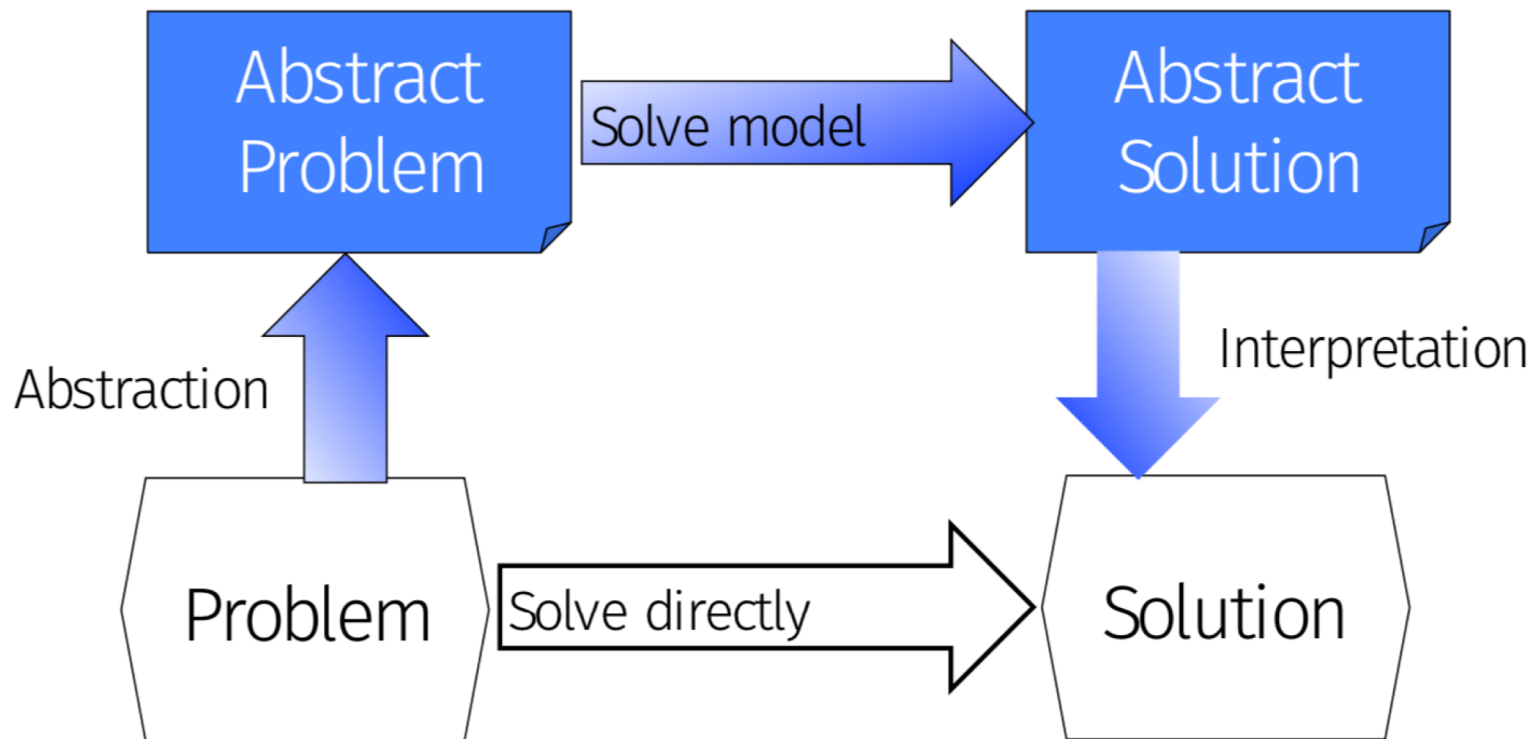 Abstract
Problem
Solve model
Abstract
Solution
Abstraction
Interpretation
Problem
Solve directly
Solution